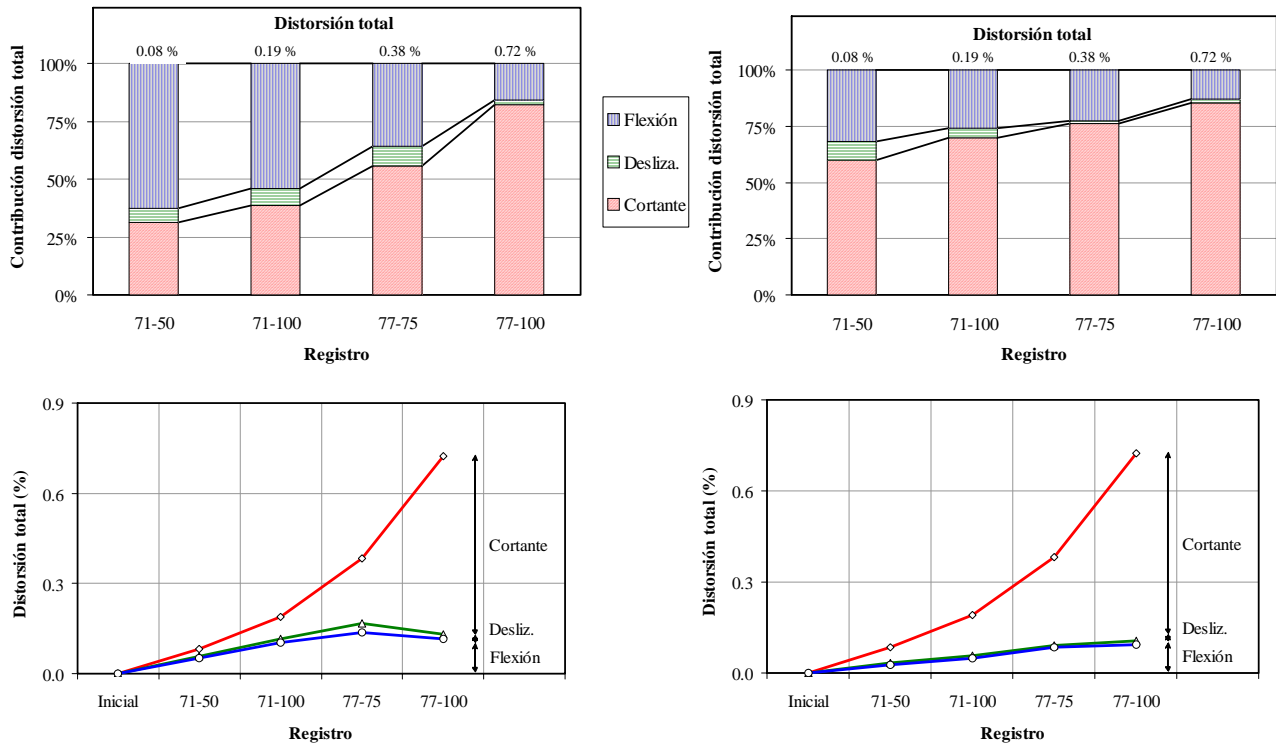 Distorsión total
0.08 %
0.19 %
0.38 %
0.72 %
Contribución distorsión total
100%
75%
50%
25%
0%
71-50
71-100
77-75
77-100
Registro
Flexión
Desliza.
Cortante
Distorsión total
0.08 %
0.19 %
0.38 %
0.72 %
Contribución distorsión total
100%
75%
50%
25%
0%
71-50
71-100
77-75
77-100
Registro
Distorsión total (%)
0.9
0.6
0.3
0.0
Cortante
Desliz.
Flexión
Inicial
71-50
71-100
77-75
77-100
Registro
Distorsión total (%)
0.9
0.6
0.3
0.0
Cortante
Desliz.
Flexión
Inicial
71-50
71-100
77-75
77-100
Registro